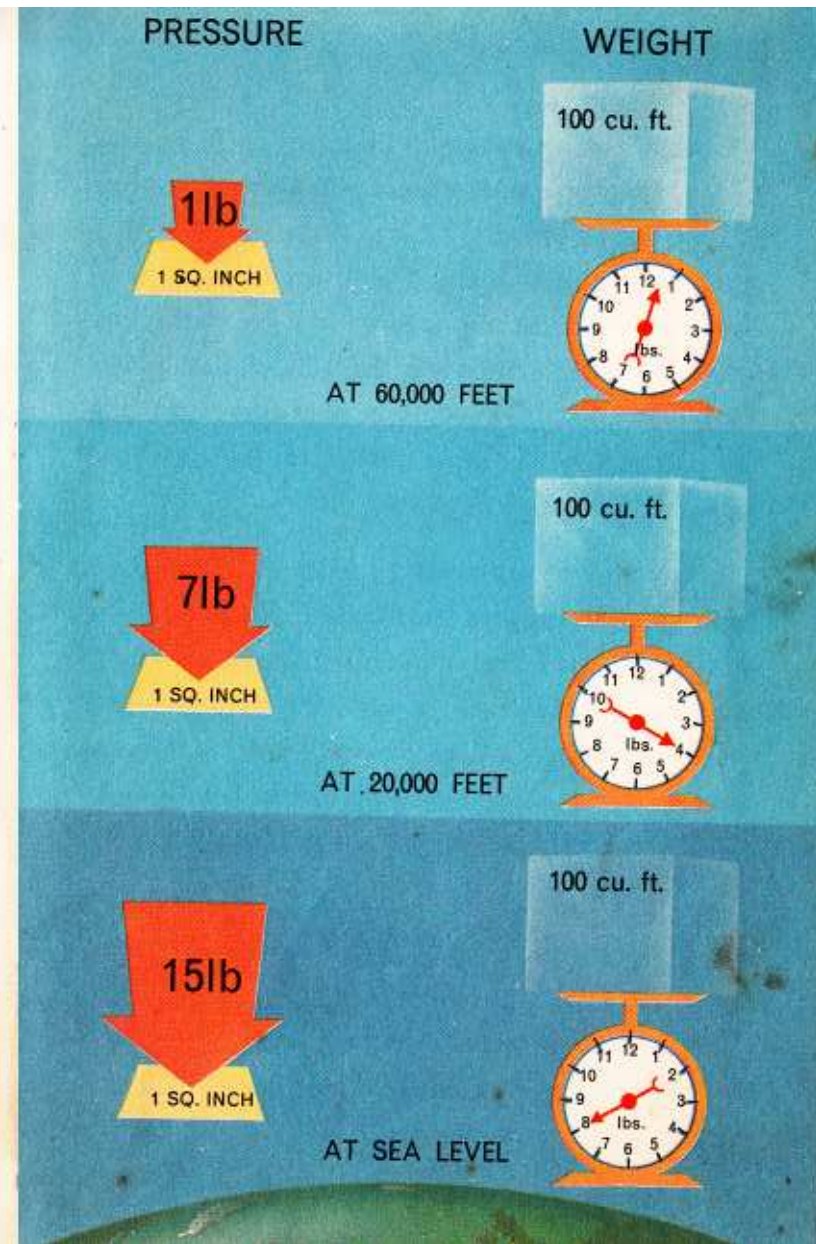 PRESSURE WEIGHT
100 cu. ft.
1lb
1 SQ. INCH
12 1 2 3 4 5 6 7 8 9 10 11
lbs.
AT 60,000 FEET
100 cu. ft.
7lb
1 SQ. INCH
12 1 2 3 4 5 6 7 8 9 10 11
lbs.
AT 20,000 FEET
100 cu. ft.
15lb
1 SQ. INCH
12 1 2 3 4 5 6 7 8 9 10 11
lbs.
AT SEA LEVEL